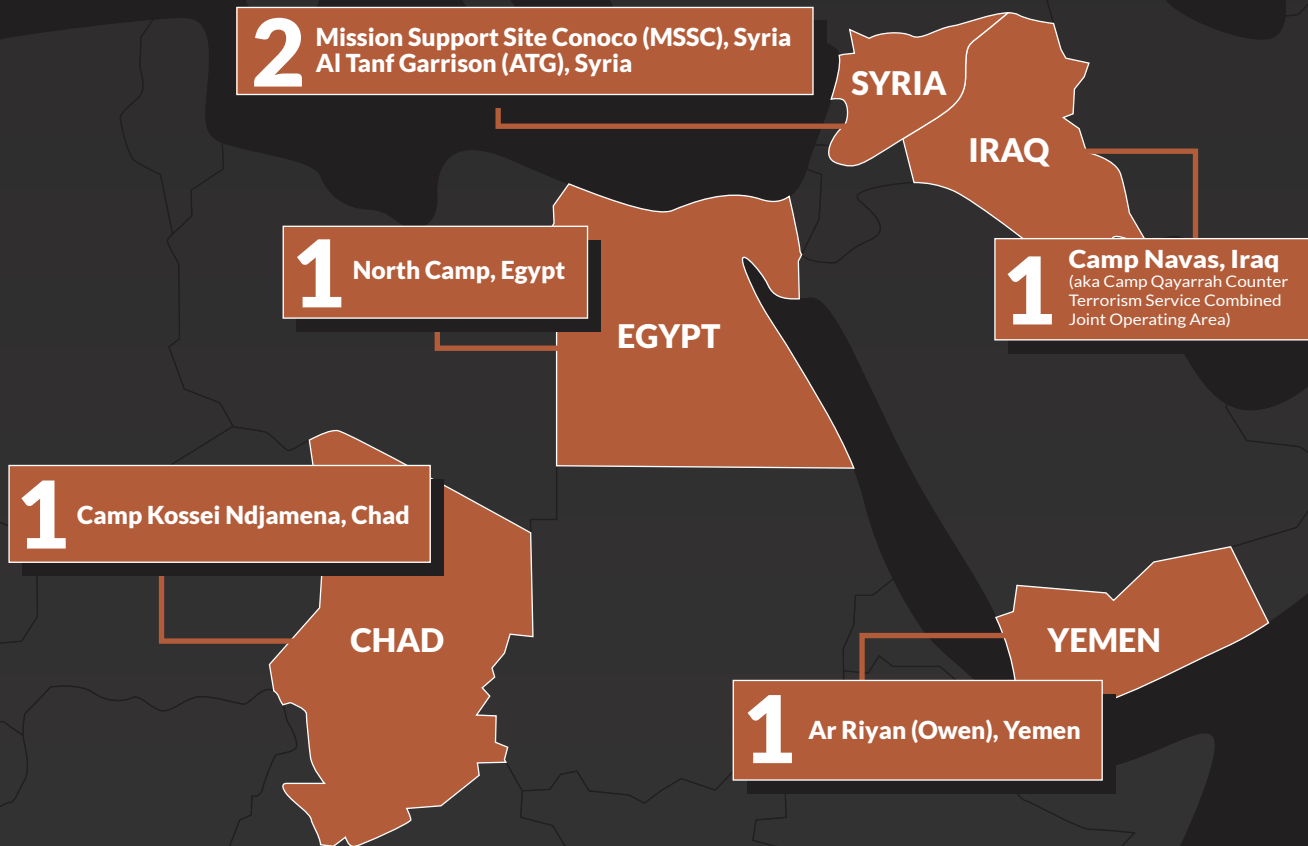 2
Mission Support Site Conoco (MSSC), Syria
Al Tanf Garrison (ATG), Syria
SYRIA
IRAQ
1
Camp Navas, Iraq
(aka Camp Qayarrah Counter
Terrorism Service Combined
Joint Operating Area)
1
North Camp, Egypt
EGYPT
1
Camp Kossei Ndjamena, Chad
CHAD
YEMEN
1
Ar Riyan (Owen), Yemen